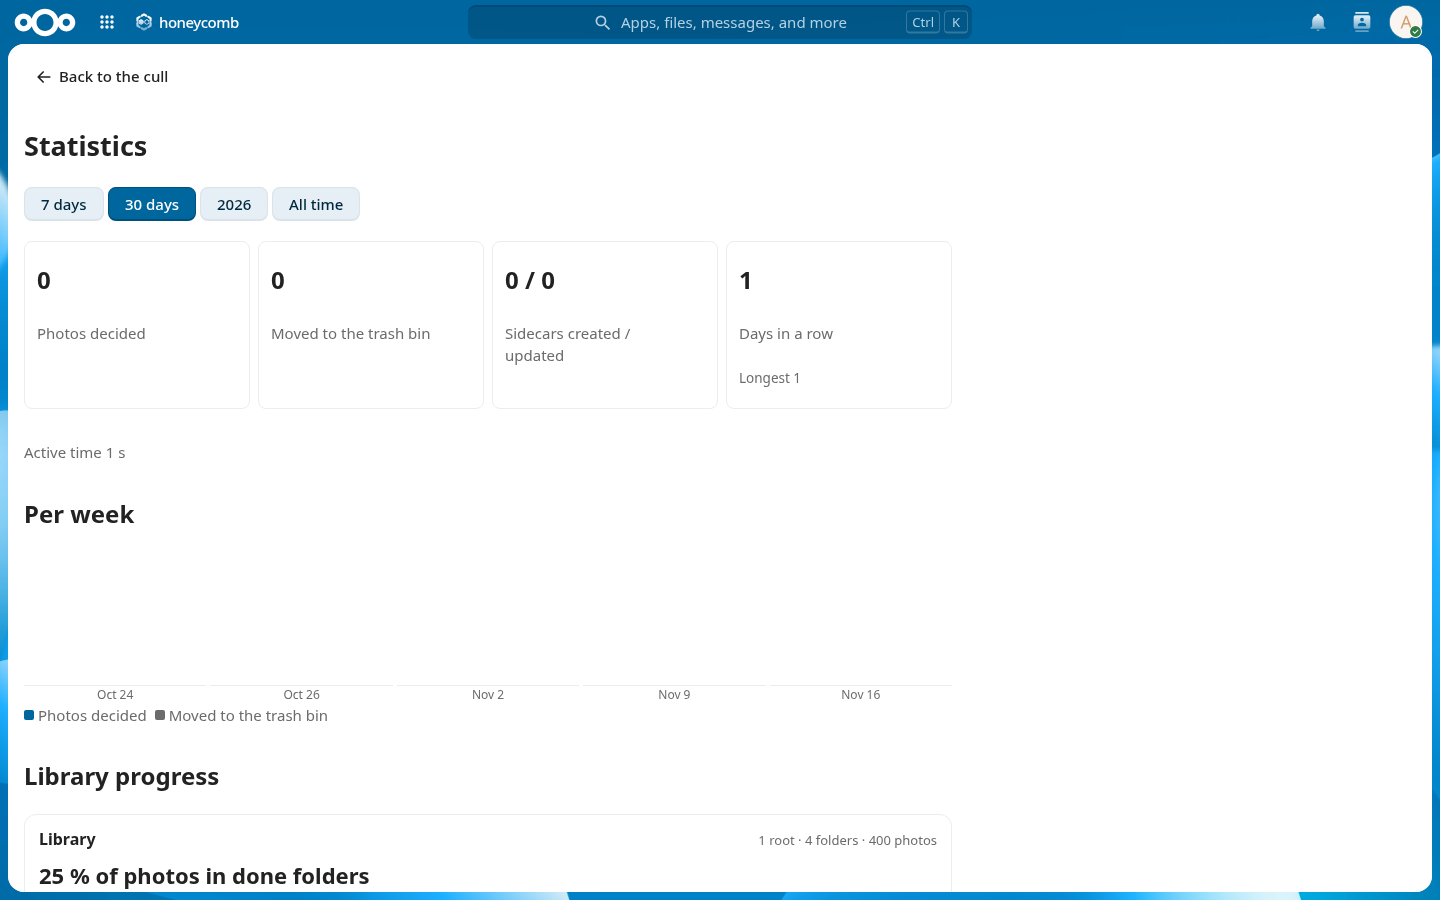 honeycomb
Apps, files, messages, and more
Ctrl
K
A
Back to the cull
Statistics
7 days
30 days
2026
All time
0
Photos decided
0
Moved to the trash bin
0 / 0
Sidecars created /
updated
1
Days in a row
Longest 1
Active time 1 s
Per week
Oct 24
Oct 26
Nov 2
Nov 9
Nov 16
Photos decided
Moved to the trash bin
Library progress
Library
1 root · 4 folders · 400 photos
25 % of photos in done folders